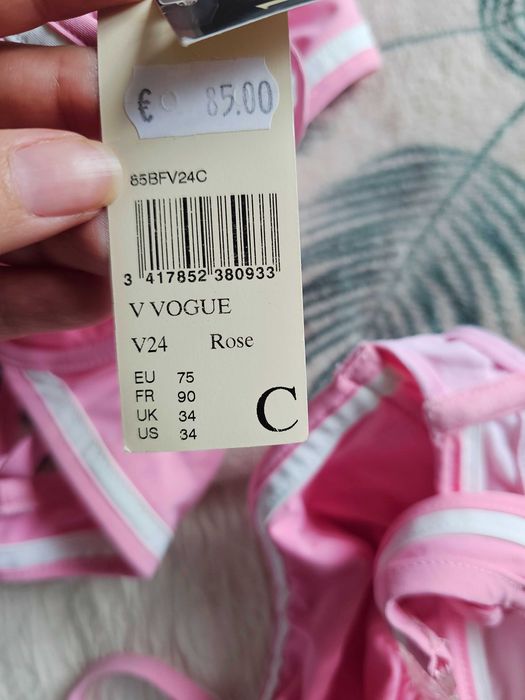 € 85.00
85BFV24C
3 417852 380933
V VOGUE
V24 Rose
EU 75
FR 90
UK 34
US 34
C